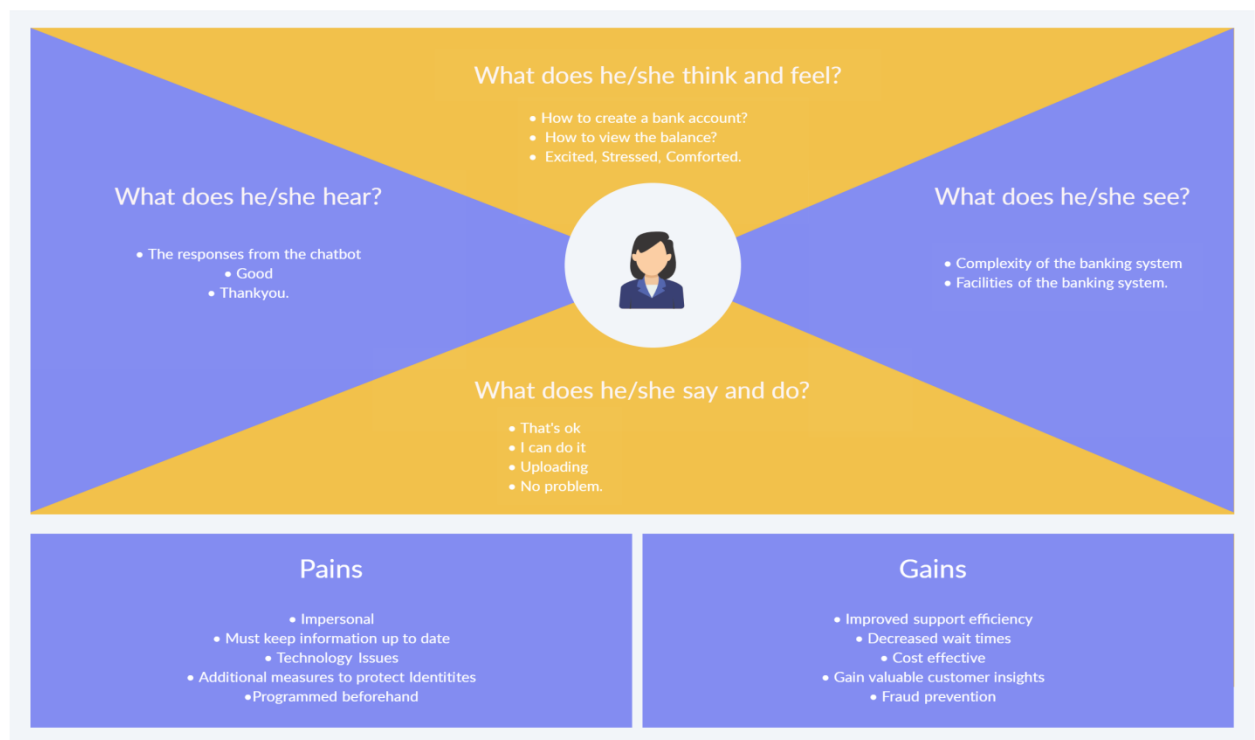 What does he/she think and feel?
• How to create a bank account?
• How to view the balance?
• Excited, Stressed, Comforted.
What does he/she hear?
• The responses from the chatbot
• Good
• Thankyou.
What does he/she see?
• Complexity of the banking system
• Facilities of the banking system.
What does he/she say and do?
• That's ok
• I can do it
• Uploading
• No problem.
Pains
• Impersonal
• Must keep information up to date
• Technology Issues
• Additional measures to protect Identitites
•Programmed beforehand
Gains
• Improved support efficiency
• Decreased wait times
• Cost effective
• Gain valuable customer insights
• Fraud prevention